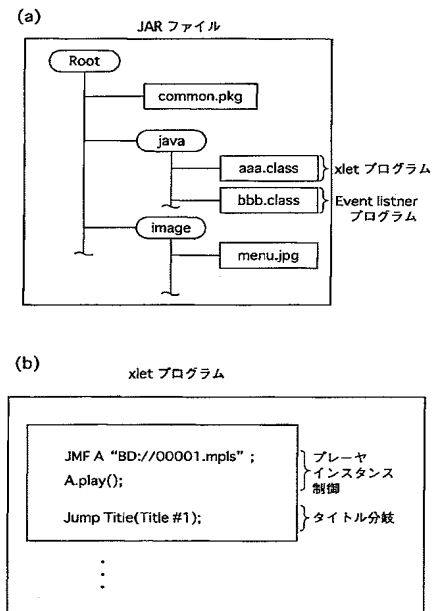 (a)
JAR ファイル
Root
common.pkg
java
aaa.class
xlet プログラム
bbb.class
Event listner
プログラム
image
menu.jpg
(b)
xlet プログラム
JMF A “BD://00001.mpls” ;
A.play();
プレーヤ
インスタンス
制御
Jump Titie(Title #1);
タイトル分岐